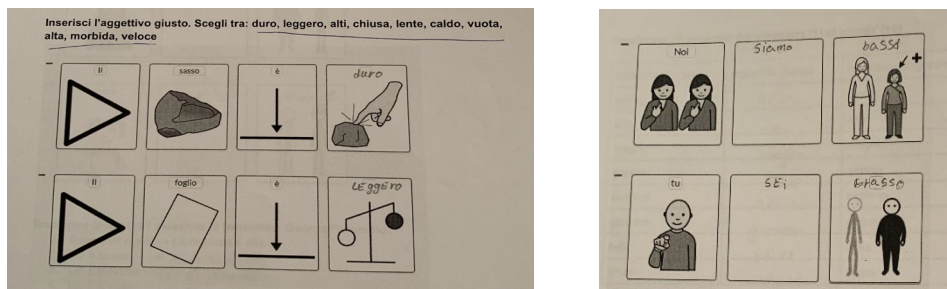 Inserisci l'aggettivo giusto. Scegli tra: duro, leggero, alti, chiusa, lente, caldo, vuota,
alta, morbida, veloce
Il sasso è duro
Il foglio è LEGGERO
Noi Siamo bassi
tu SEi GrASSO